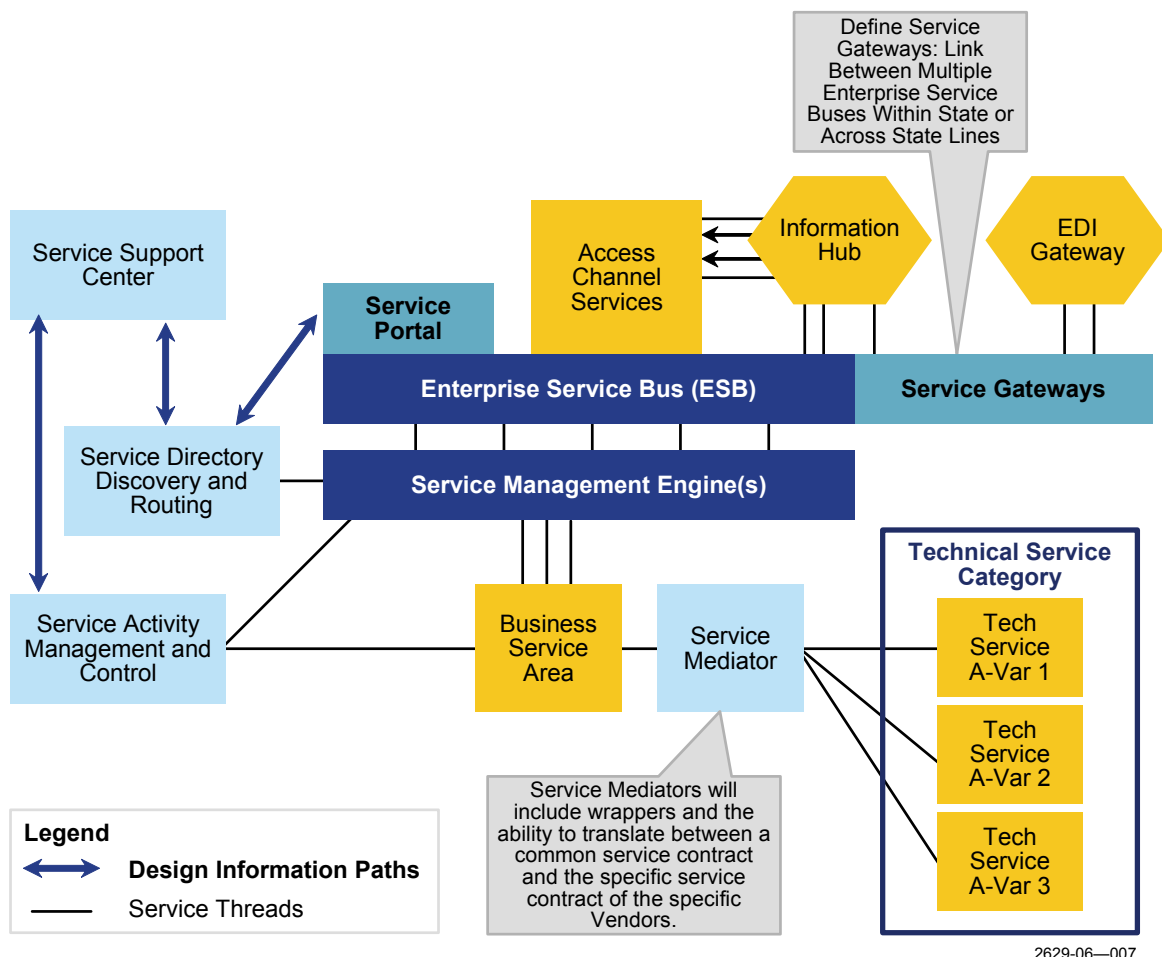 Define Service
Gateways: Link
Between Multiple
Enterprise Service
Buses Within State or
Across State Lines
Service Support
Center
Service
Portal
Access
Channel
Services
Information
Hub
EDI
Gateway
Enterprise Service Bus (ESB)
Service Gateways
Service Directory
Discovery and
Routing
Service Management Engine(s)
Service Activity
Management and
Control
Business
Service
Area
Service
Mediator
Technical Service
Category
Tech
Service
A-Var 1
Tech
Service
A-Var 2
Tech
Service
A-Var 3
Service Mediators will
include wrappers and the
ability to translate between a
common service contract
and the specific service
contract of the specific
Vendors.
Legend
Design Information Paths
Service Threads
2629-06—007